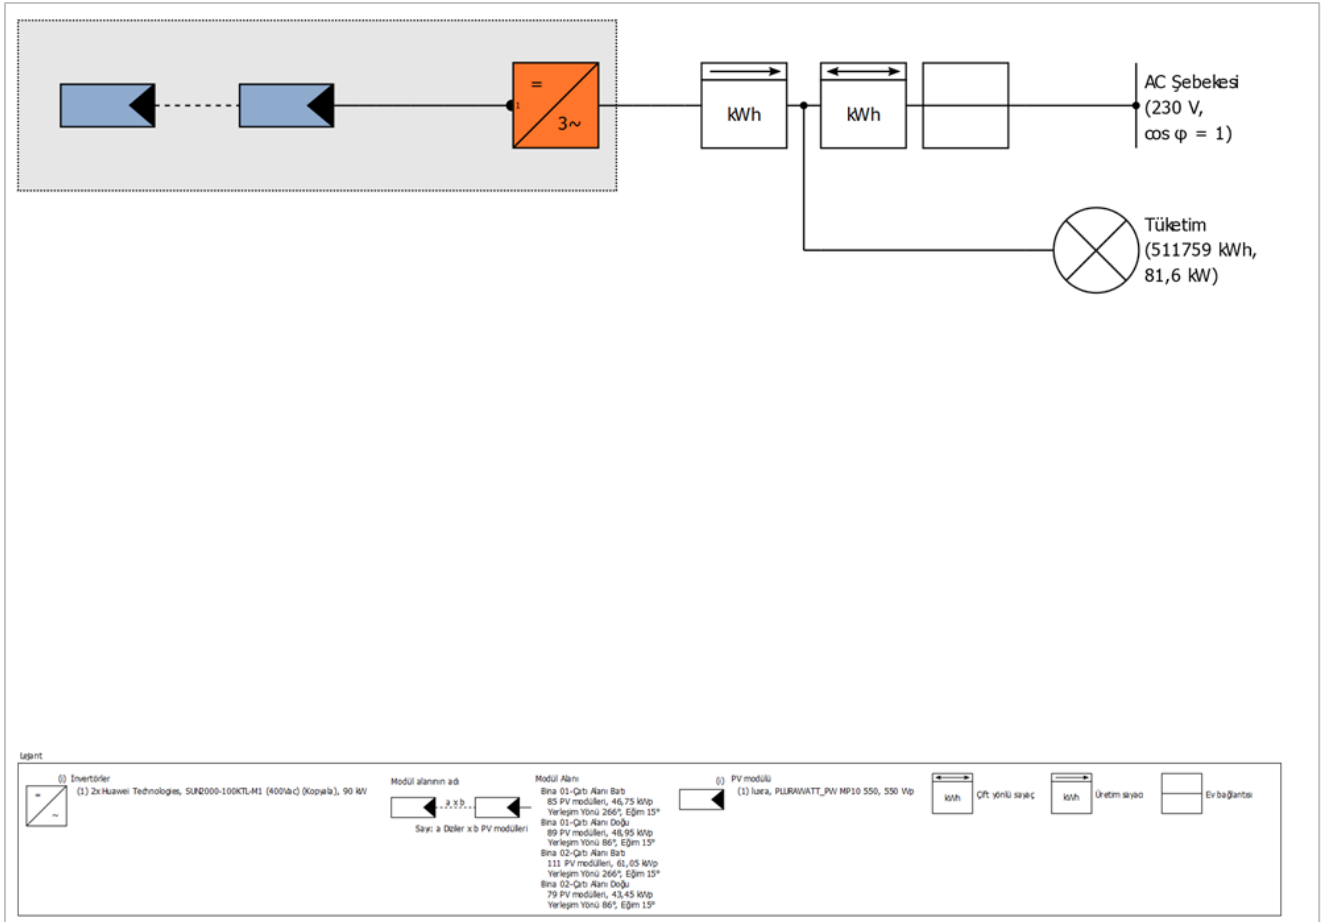 =
1
3~
kWh
kWh
AC Şebekesi
(230 V,
cos φ = 1)
Tüketim
(511759 kWh,
81,6 kW)
Lejant
(i) Invertörler
=
~
(1) 2x Huawei Technologies, SUN2000-100KTL-M1 (400Vac) (Kopyala), 90 kW
Modül alanının adı
a x b
Sayı: a Diziler x b PV modülleri
Modül Alanı
Bina 01-Çatı Alanı Batı
85 PV modülleri, 46,75 kWp
Yerleşim Yönü 266°, Eğim 15°
Bina 01-Çatı Alanı Doğu
89 PV modülleri, 48,95 kWp
Yerleşim Yönü 86°, Eğim 15°
Bina 02-Çatı Alanı Batı
111 PV modülleri, 61,05 kWp
Yerleşim Yönü 266°, Eğim 15°
Bina 02-Çatı Alanı Doğu
79 PV modülleri, 43,45 kWp
Yerleşim Yönü 86°, Eğim 15°
(i) PV modülü
(1) PLURAWATT_PW MP10 550, 550 Wp
kWh
Çift yönlü sayaç
kWh
Üretim sayacı
Ev bağlantısı